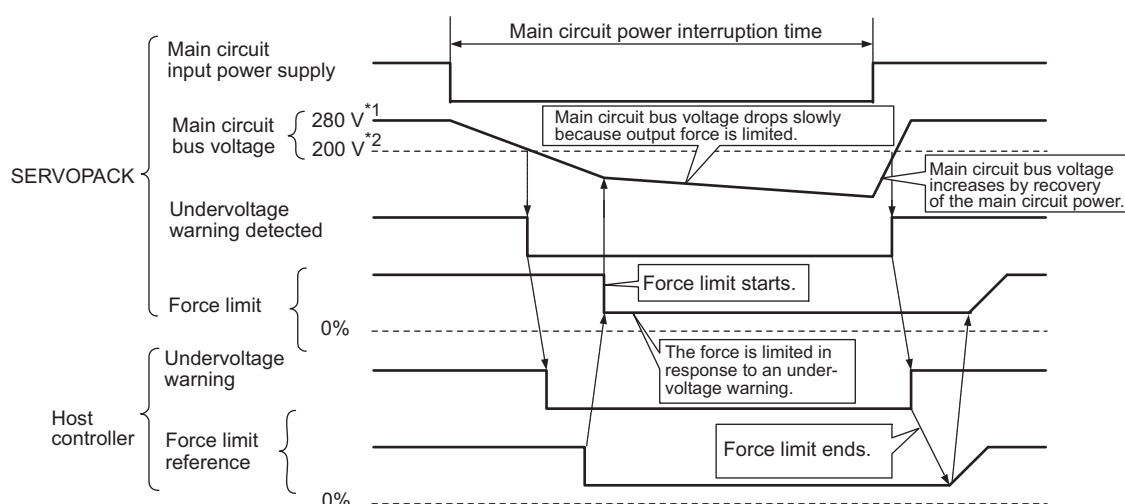 Main circuit power interruption time
Main circuit
input power supply
Main circuit
bus voltage
280 V*1
200 V*2
Main circuit bus voltage drops slowly
because output force is limited.
SERVOPACK
Main circuit bus voltage
increases by recovery
of the main circuit power.
Undervoltage
warning detected
Force limit starts.
Force limit
0%
The force is limited in
response to an under-
voltage warning.
Undervoltage
warning
Host
controller
Force limit
reference
Force limit ends.
0%